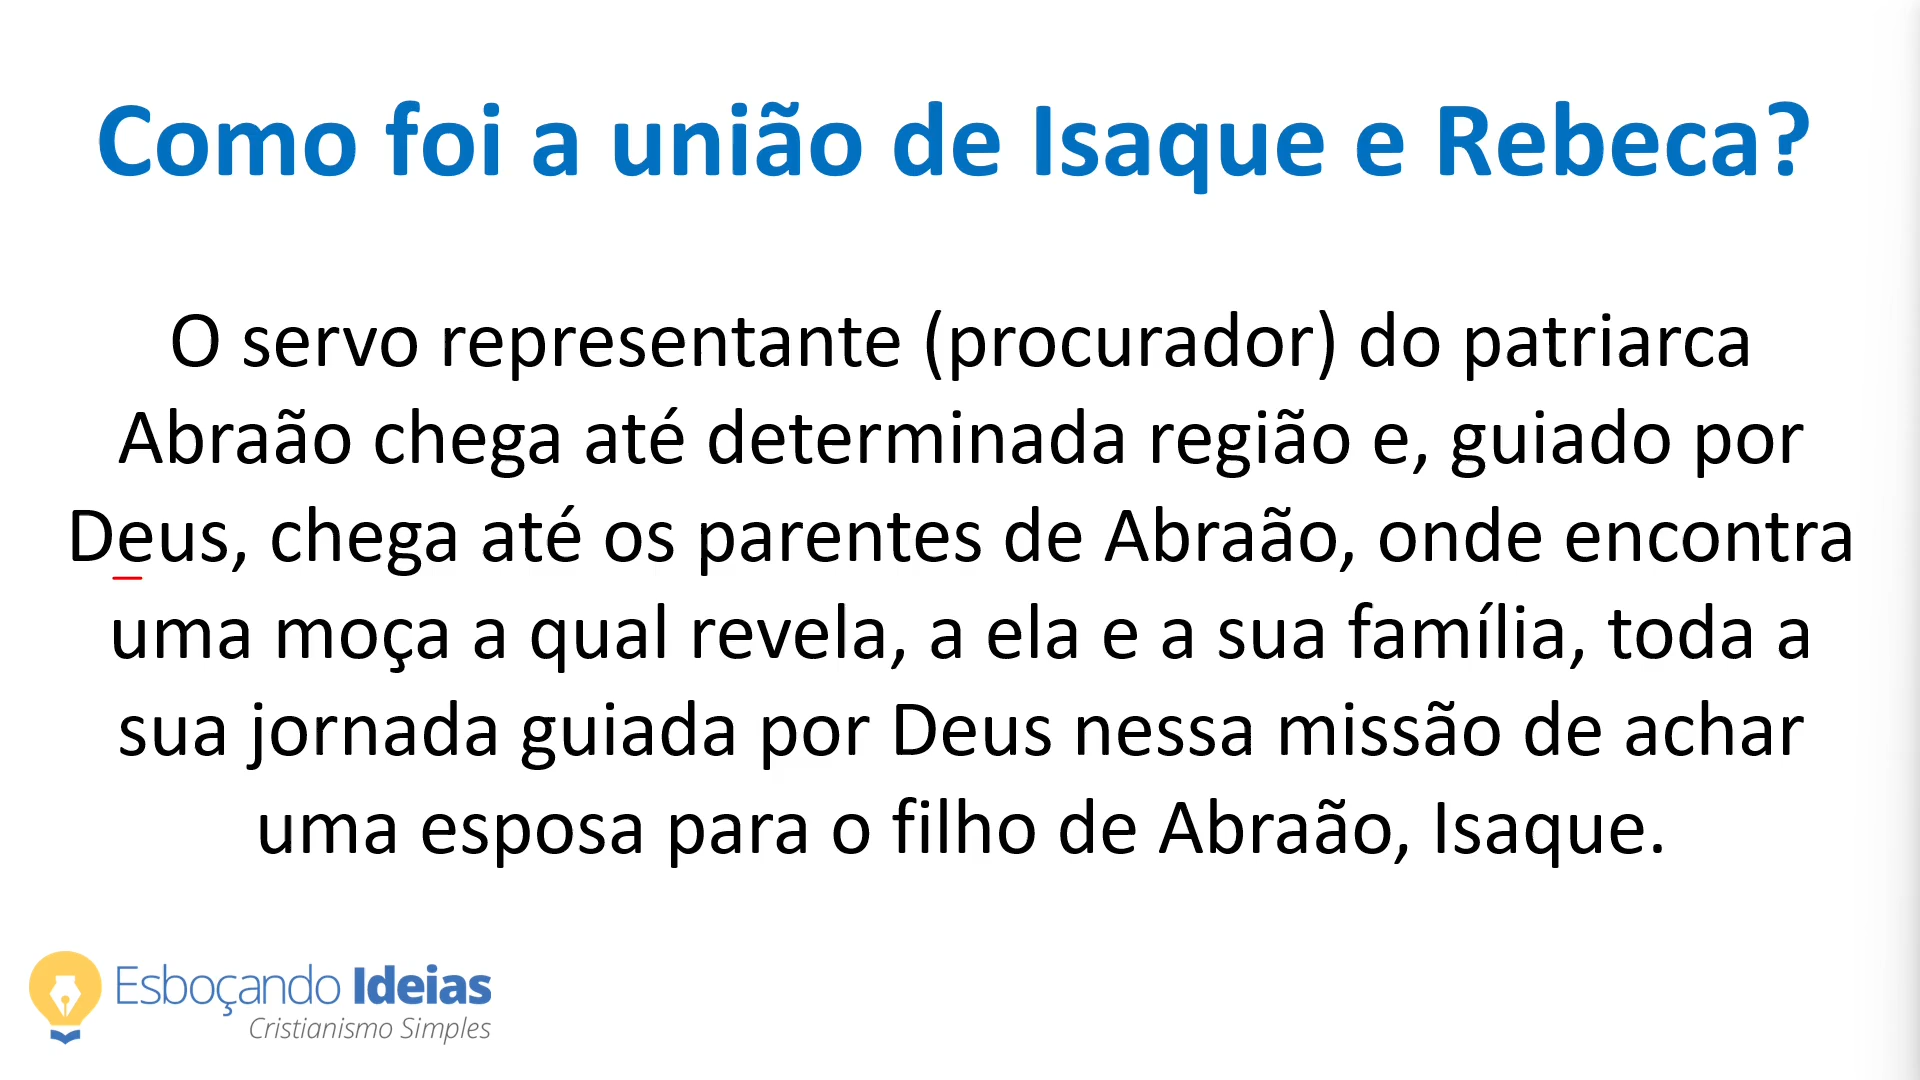 Como foi a união de Isaque e Rebeca?
O servo representante (procurador) do patriarca
Abraão chega até determinada região e, guiado por
Deus, chega até os parentes de Abraão, onde encontra
uma moça a qual revela, a ela e a sua família, toda a
sua jornada guiada por Deus nessa missão de achar
uma esposa para o filho de Abraão, Isaque.
Esboçando Ideias
Cristianismo Simples